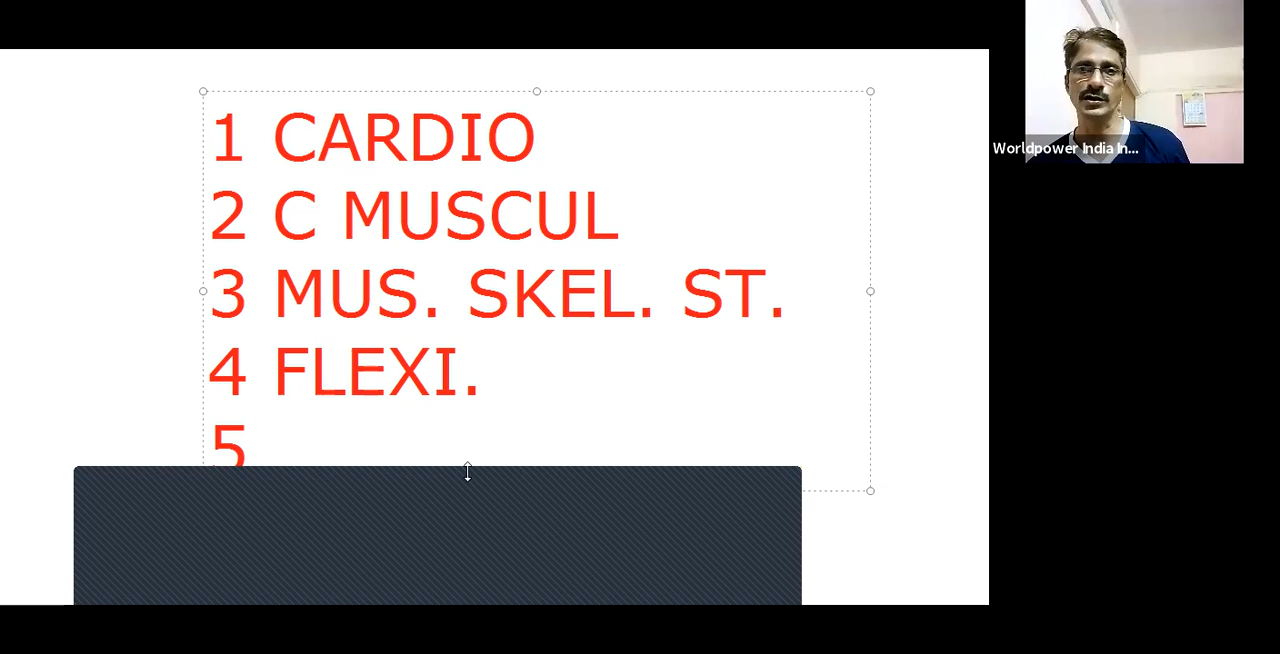 1 CARDIO
2 C MUSCUL
3 MUS. SKEL. ST.
4 FLEXI.
5
Worldpower India In...